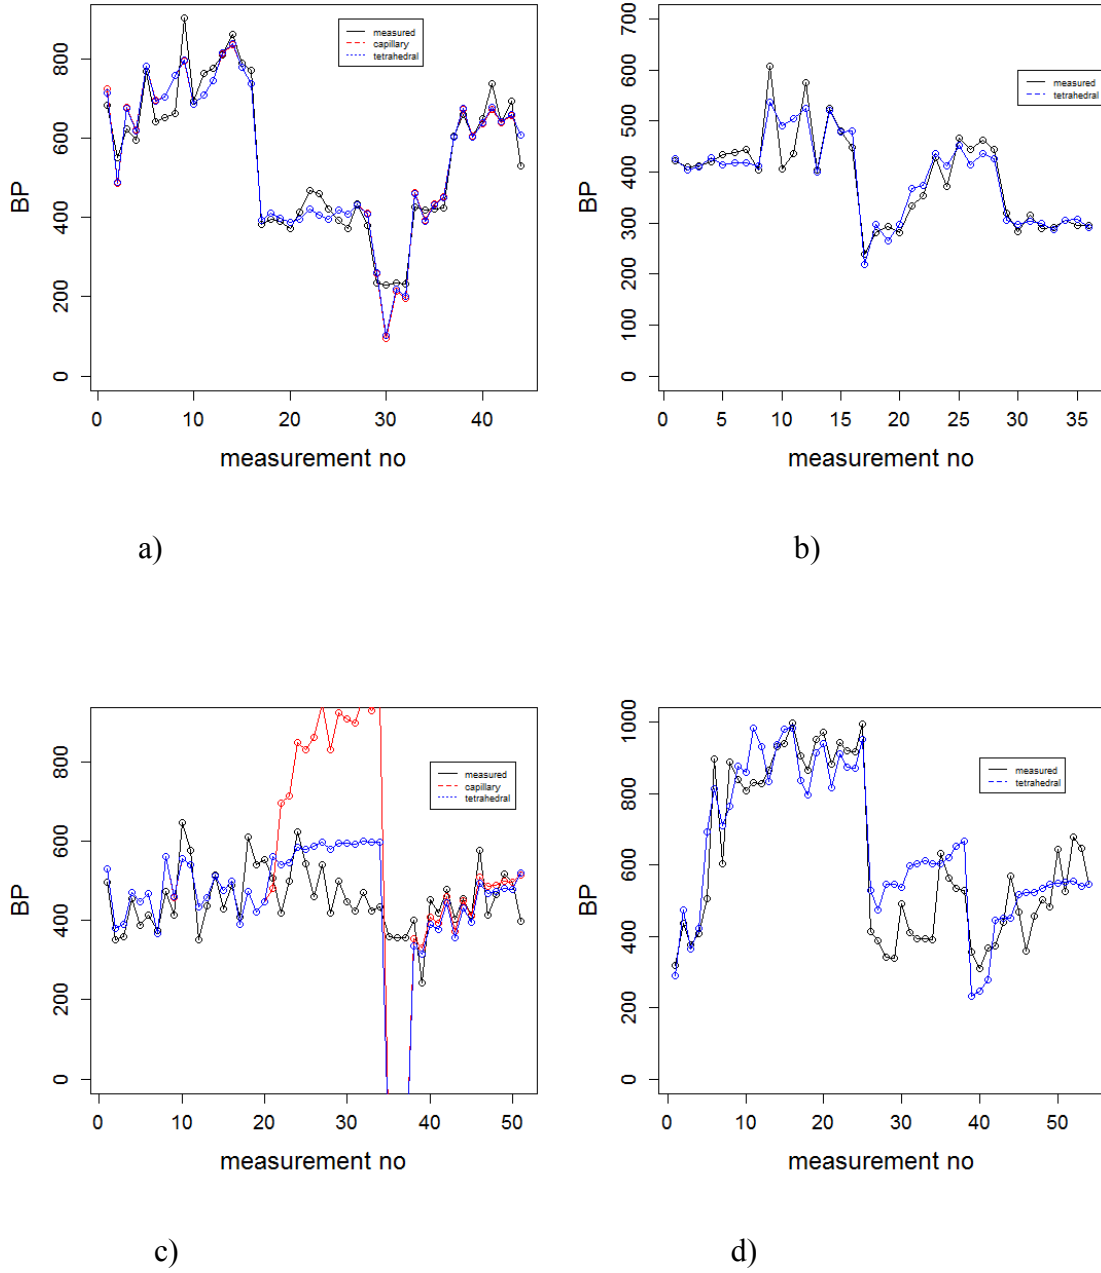 BP
0 200 400 600 800
measured
capillary
tetrahedral
0 10 20 30 40
measurement no
a)
BP
0 100 200 300 400 500 600 700
measured
tetrahedral
0 5 10 15 20 25 30 35
measurement no
b)
BP
0 200 400 600 800
measured
capillary
tetrahedral
0 10 20 30 40 50
measurement no
c)
BP
0 200 400 600 800 1000
measured
tetrahedral
0 10 20 30 40 50
measurement no
d)